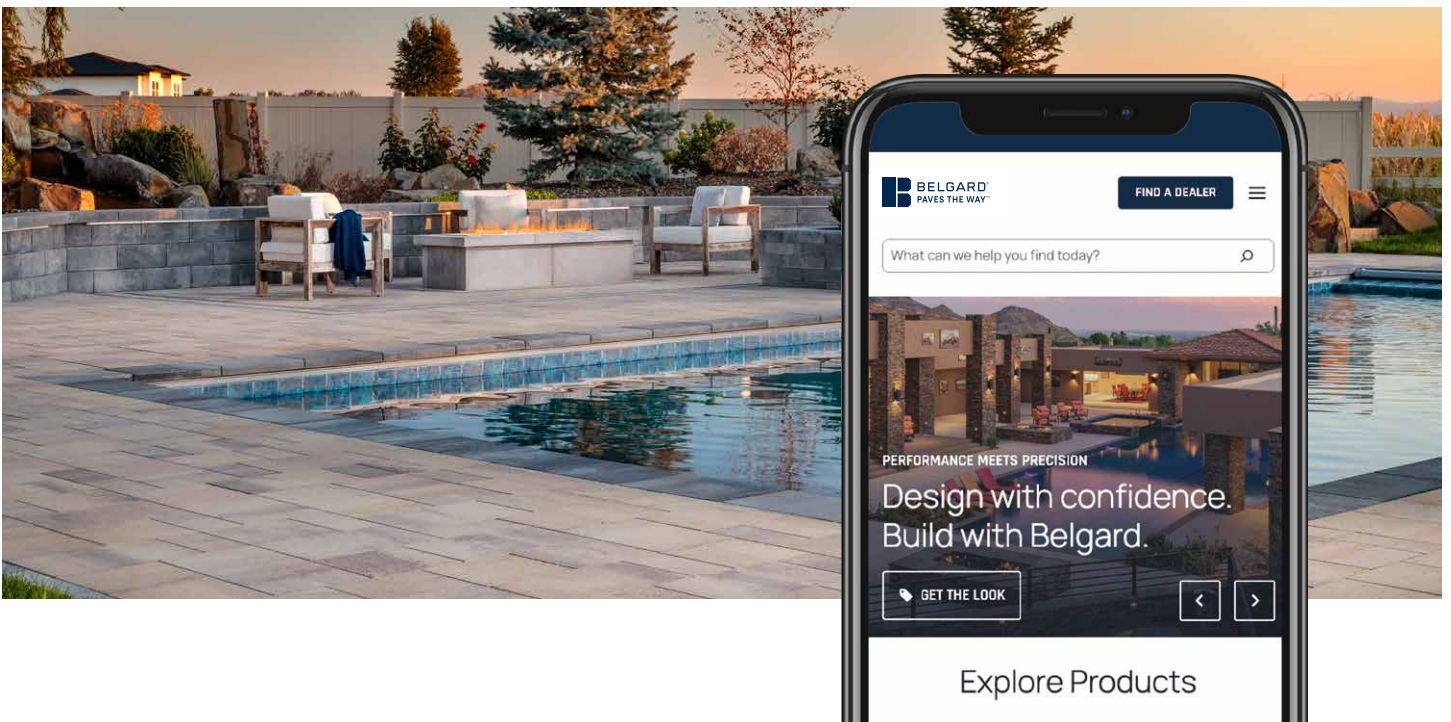 BELGARD®
PAVES THE WAY™
FIND A DEALER
What can we help you find today?
PERFORMANCE MEETS PRECISION
Design with confidence.
Build with Belgard.
GET THE LOOK
Explore Products